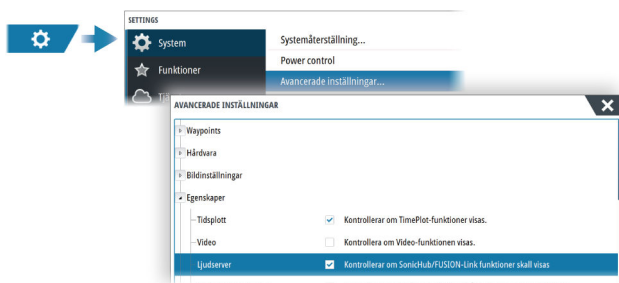 SETTINGS
System
Systemåterställning...
Power control
Funktioner
Avancerade inställningar...
AVANCERADE INSTÄLLNINGAR
Waypoints
Hårdvara
Bildinställningar
Egenskaper
Tidsplott Kontrollerar om TimePlot-funktioner visas.
Video Kontrollera om Video-funktionen visas.
Ljudserver Kontrollerar om SonicHub/FUSION-Link funktioner skall visas